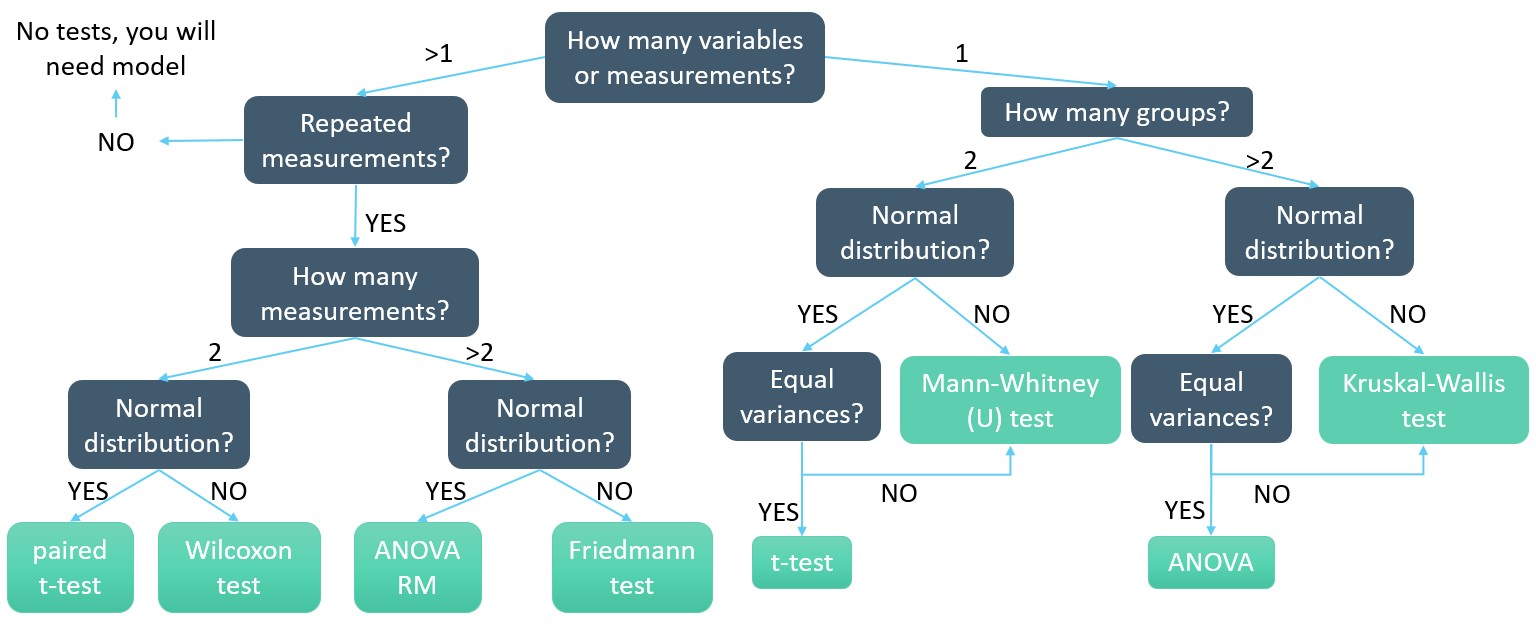 No tests, you will
need model
How many variables
or measurements?
>1
1
Repeated
measurements?
NO
How many groups?
2
>2
YES
Normal
distribution?
Normal
distribution?
How many
measurements?
YES
NO
YES
NO
2
>2
Equal
variances?
Mann-Whitney
(U) test
Equal
variances?
Kruskal-Wallis
test
Normal
distribution?
Normal
distribution?
YES
NO
YES
NO
YES
NO
YES
NO
paired
t-test
Wilcoxon
test
ANOVA
RM
Friedmann
test
t-test
ANOVA